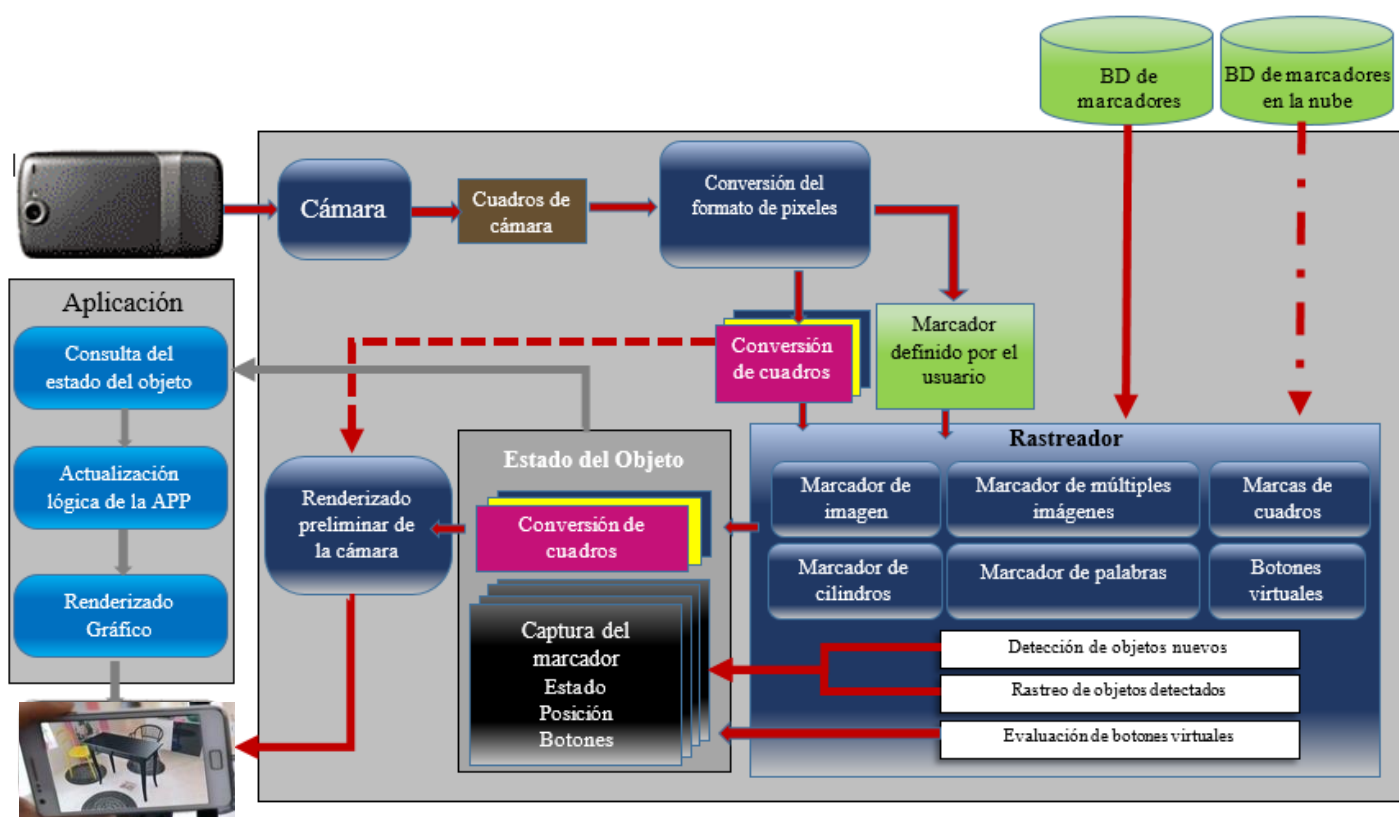 BD de
marcadores
BD de marcadores
en la nube
Cámara
Cuadros de
cámara
Conversión del
formato de pixeles
Aplicación
Consulta del
estado del objeto
Actualización
lógica de la APP
Renderizado
Gráfico
Conversión
de cuadros
Marcador
definido por el
usuario
Renderizado
preliminar de
la cámara
Estado del Objeto
Conversión de
cuadros
Captura del
marcador
Estado
Posición
Botones
Rastreador
Marcador de
imagen
Marcador de múltiples
imágenes
Marcas de
cuadros
Marcador de
cilindros
Marcador de palabras
Botones
virtuales
Detección de objetos nuevos
Rastreo de objetos detectados
Evaluación de botones virtuales